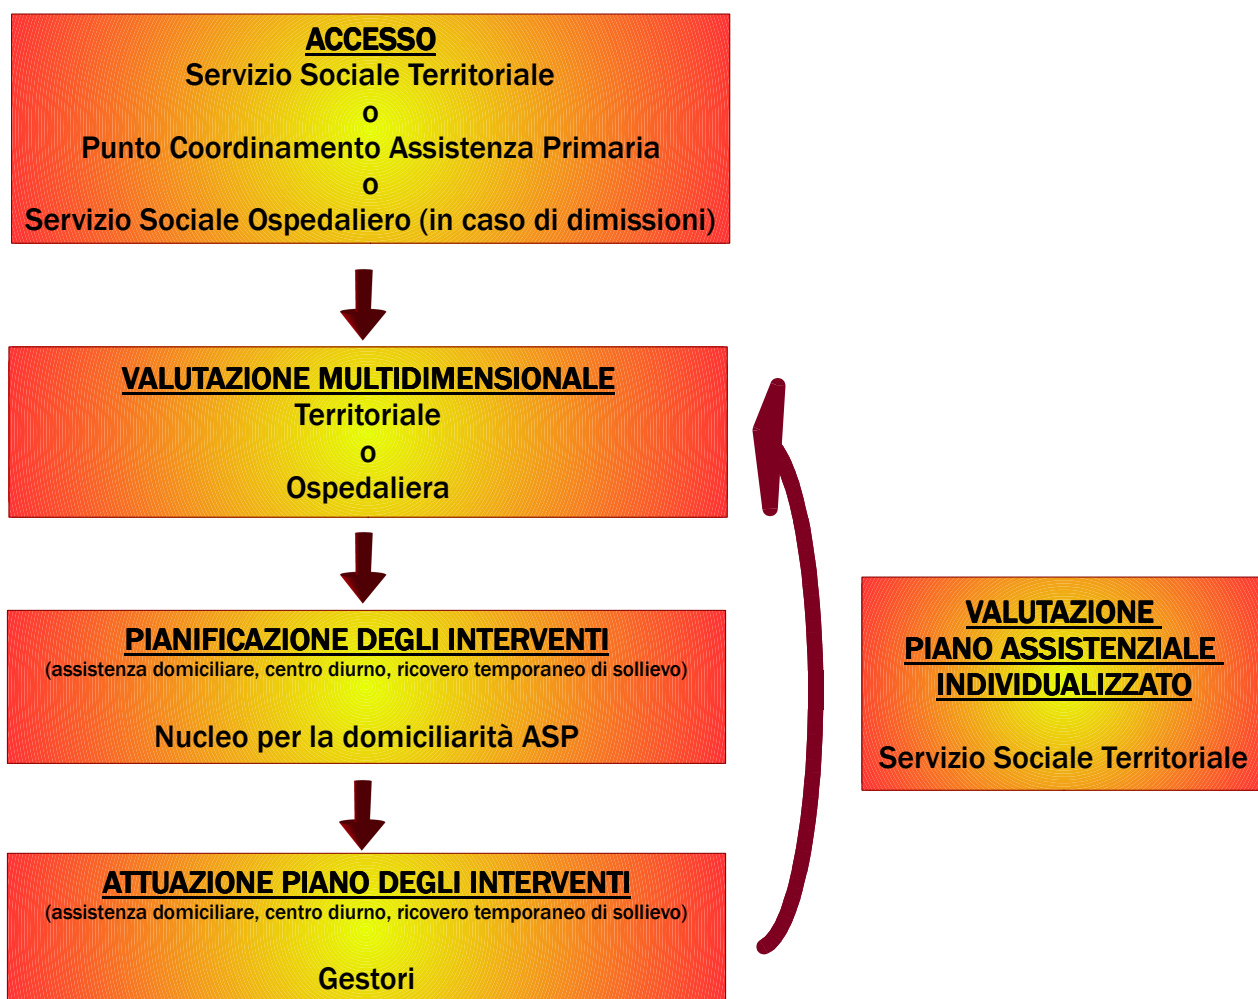 ACCESSO
Servizio Sociale Territoriale
o
Punto Coordinamento Assistenza Primaria
o
Servizio Sociale Ospedaliero (in caso di dimissioni)
VALUTAZIONE MULTIDIMENSIONALE
Territoriale
o
Ospedaliera
PIANIFICAZIONE DEGLI INTERVENTI
(assistenza domiciliare, centro diurno, ricovero temporaneo di sollievo)
Nucleo per la domiciliarità ASP
ATTUAZIONE PIANO DEGLI INTERVENTI
(assistenza domiciliare, centro diurno, ricovero temporaneo di sollievo)
Gestori
VALUTAZIONE
PIANO ASSISTENZIALE
INDIVIDUALIZZATO
Servizio Sociale Territoriale